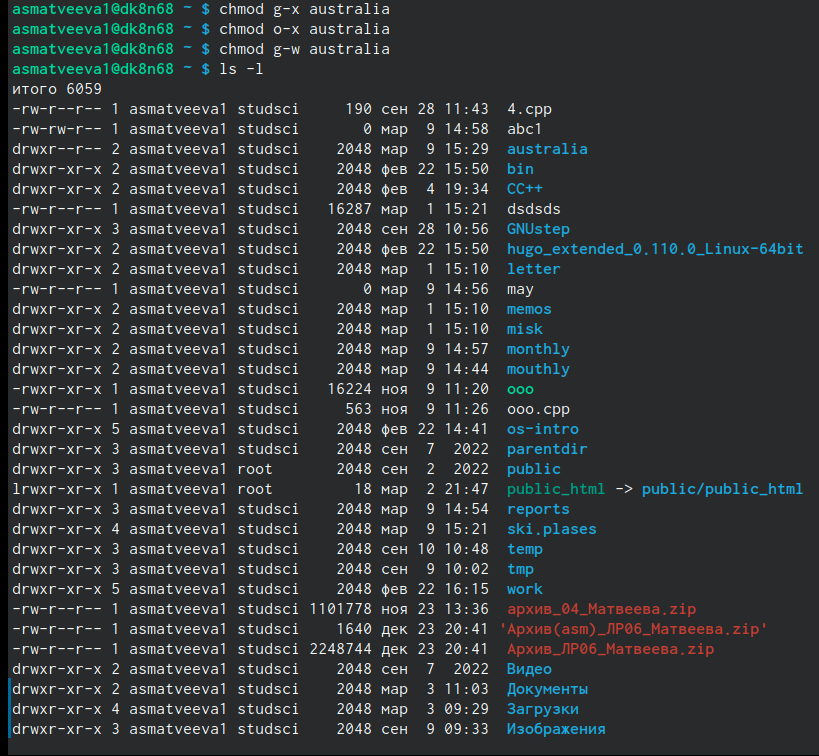 asmatveeva1@dk8n68 ~ $ chmod g-x australia
asmatveeva1@dk8n68 ~ $ chmod o-x australia
asmatveeva1@dk8n68 ~ $ chmod g-w australia
asmatveeva1@dk8n68 ~ $ ls -l
итого 6059
-rw-r--r-- 1 asmatveeva1 studsci     190 сен 28 11:43  4.cpp
-rw-rw-r-- 1 asmatveeva1 studsci       0 мар  9 14:58  abc1
drwxr--r-- 2 asmatveeva1 studsci    2048 мар  9 15:29  australia
drwxr-xr-x 2 asmatveeva1 studsci    2048 фев 22 15:50  bin
drwxr-xr-x 2 asmatveeva1 studsci    2048 фев  4 19:34  CC++
-rw-r--r-- 1 asmatveeva1 studsci   16287 мар  1 15:21  dsdsds
drwxr-xr-x 3 asmatveeva1 studsci    2048 сен 28 10:56  GNUstep
drwxr-xr-x 2 asmatveeva1 studsci    2048 фев 22 15:50  hugo_extended_0.110.0_Linux-64bit
drwxr-xr-x 2 asmatveeva1 studsci    2048 мар  1 15:10  letter
-rw-r--r-- 1 asmatveeva1 studsci       0 мар  9 14:56  may
drwxr-xr-x 2 asmatveeva1 studsci    2048 мар  1 15:10  memos
drwxr-xr-x 2 asmatveeva1 studsci    2048 мар  1 15:10  misk
drwxr-xr-x 2 asmatveeva1 studsci    2048 мар  9 14:57  monthly
drwxr-xr-x 2 asmatveeva1 studsci    2048 мар  9 14:44  mouthly
-rwxr-xr-x 1 asmatveeva1 studsci   16224 ноя  9 11:20  ooo
-rw-r--r-- 1 asmatveeva1 studsci     563 ноя  9 11:26  ooo.cpp
drwxr-xr-x 5 asmatveeva1 studsci    2048 фев 22 14:41  os-intro
drwxr-xr-x 3 asmatveeva1 studsci    2048 сен  7  2022  parentdir
drwxr-xr-x 3 asmatveeva1 root       2048 сен  2  2022  public
lrwxr-xr-x 1 asmatveeva1 root         18 мар  2 21:47  public_html -> public/public_html
drwxr-xr-x 3 asmatveeva1 studsci    2048 мар  9 14:54  reports
drwxr-xr-x 4 asmatveeva1 studsci    2048 мар  9 15:21  ski.plases
drwxr-xr-x 3 asmatveeva1 studsci    2048 сен 10 10:48  temp
drwxr-xr-x 3 asmatveeva1 studsci    2048 сен  9 10:02  tmp
drwxr-xr-x 5 asmatveeva1 studsci    2048 фев 22 16:15  work
-rw-r--r-- 1 asmatveeva1 studsci 1101778 ноя 23 13:36  архив_04_Матвеева.zip
-rw-r--r-- 1 asmatveeva1 studsci    1640 дек 23 20:41 'Архив(asm)_ЛР06_Матвеева.zip'
-rw-r--r-- 1 asmatveeva1 studsci 2248744 дек 23 20:41  Архив_ЛР06_Матвеева.zip
drwxr-xr-x 2 asmatveeva1 studsci    2048 сен  7  2022  Видео
drwxr-xr-x 2 asmatveeva1 studsci    2048 мар  3 11:03  Документы
drwxr-xr-x 4 asmatveeva1 studsci    2048 мар  3 09:29  Загрузки
drwxr-xr-x 3 asmatveeva1 studsci    2048 сен  9 09:33  Изображения